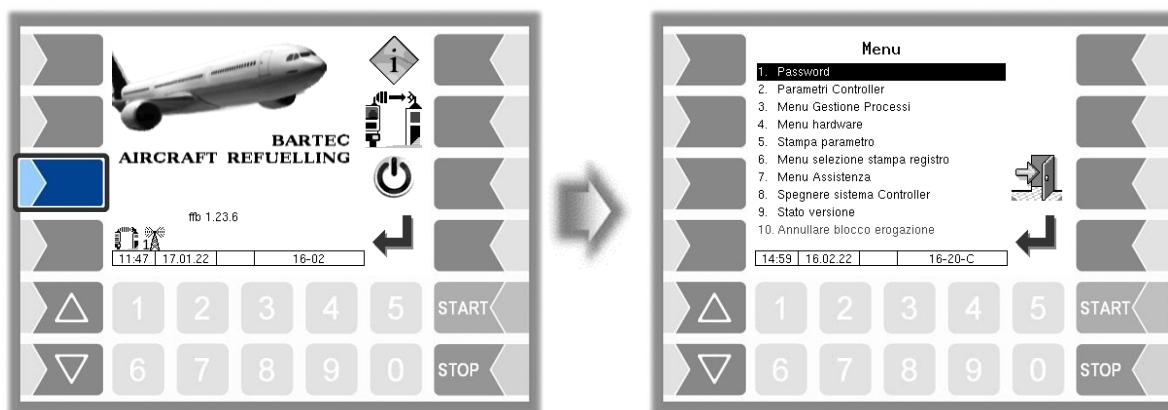 i
BARTEC
AIRCRAFT REFUELLING
ffb 1.23.6
1
11:47 17.01.22 16-02
1 2 3 4 5 START
6 7 8 9 0 STOP
Menu
1. Password
2. Parametri Controller
3. Menu Gestione Processi
4. Menu hardware
5. Stampa parametro
6. Menu selezione stampa registro
7. Menu Assistenza
8. Spegnere sistema Controller
9. Stato versione
10. Annullare blocco erogazione
14:59 16.02.22 16-20-C
1 2 3 4 5 START
6 7 8 9 0 STOP